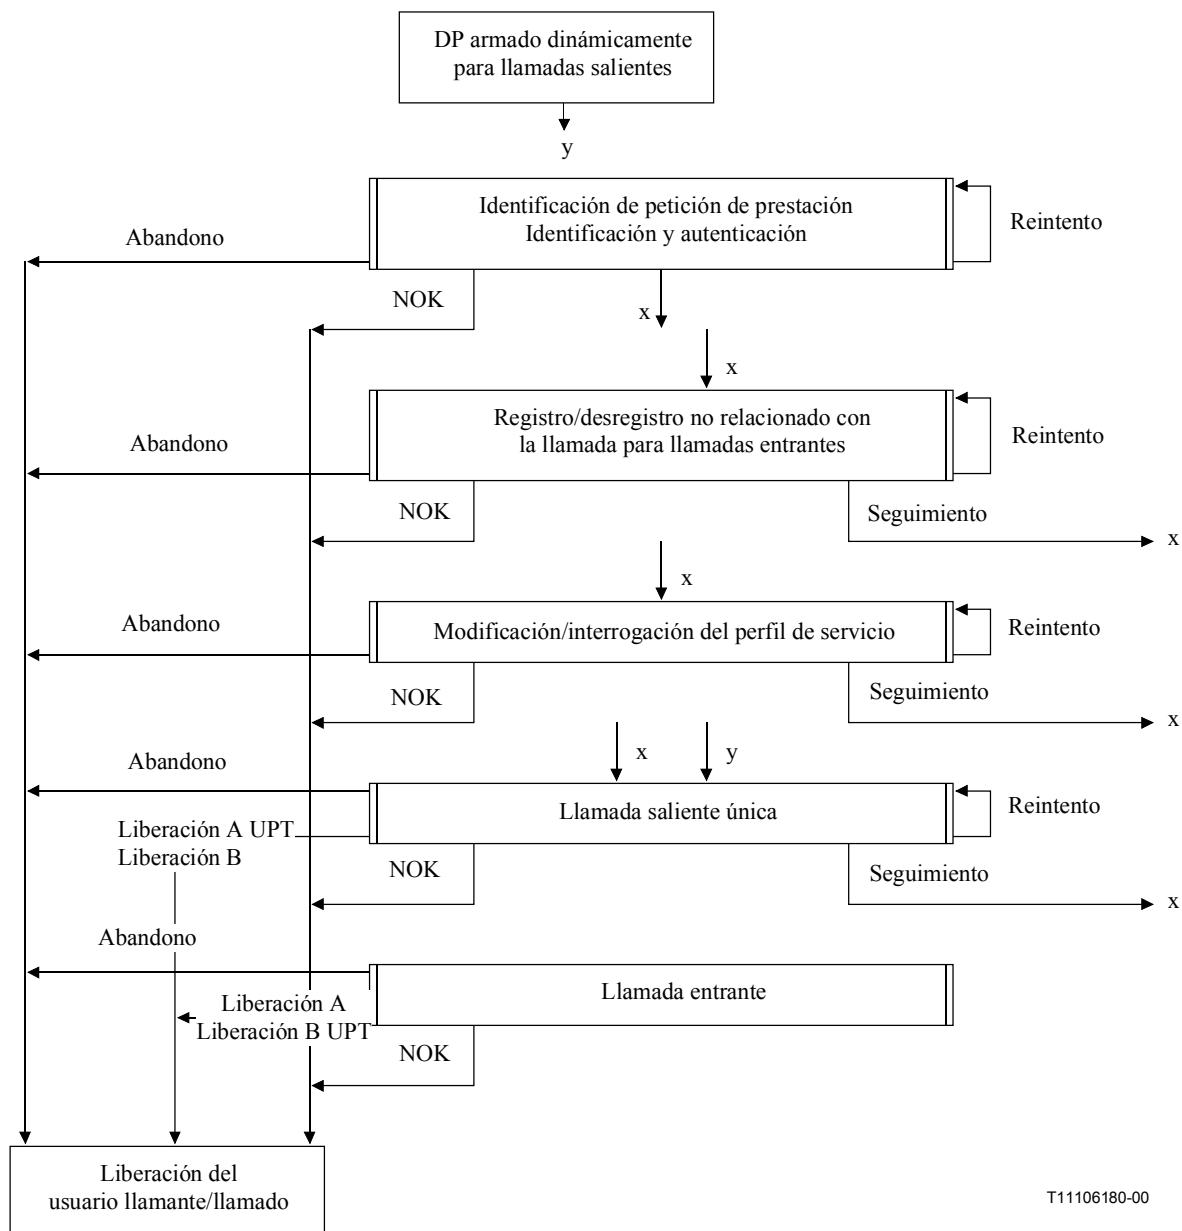 DP armado dinámicamente
para llamadas salientes
y
Identificación de petición de prestación
Identificación y autenticación
Reintento
Abandono
NOK
x
x
Registro/desregistro no relacionado con
la llamada para llamadas entrantes
Reintento
Abandono
NOK
Seguimiento
x
x
Modificación/interrogación del perfil de servicio
Reintento
Abandono
NOK
Seguimiento
x
x
y
Abandono
Llamada saliente única
Reintento
Liberación A UPT
Liberación B
NOK
Seguimiento
x
Abandono
Llamada entrante
Liberación A
Liberación B UPT
NOK
Liberación del
usuario llamante/llamado
T11106180-00